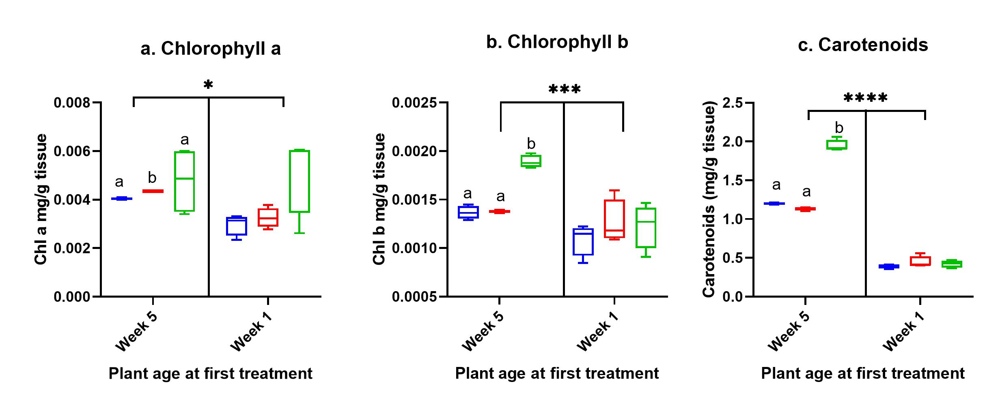 a. Chlorophyll a
*
0.008
0.006
0.004
0.002
0.000
Chl a mg/g tissue
a
b
a
Week 5
Week 1
Plant age at first treatment
b. Chlorophyll b
***
0.0025
0.0020
0.0015
0.0010
0.0005
Chl b mg/g tissue
a
a
b
Week 5
Week 1
Plant age at first treatment
c. Carotenoids
****
2.5
2.0
1.5
1.0
0.5
0.0
Carotenoids (mg/g tissue)
a
a
b
Week 5
Week 1
Plant age at first treatment